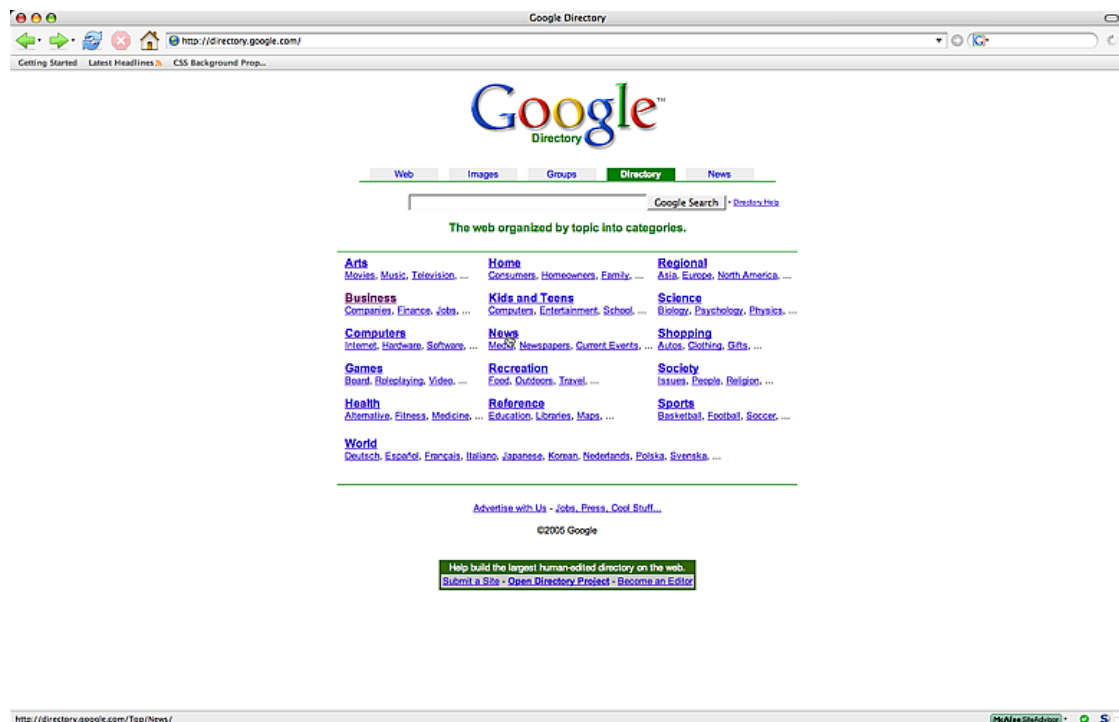 Google Directory
http://directory.google.com/
Getting Started Latest Headlines CSS Background Prop...
Google™
Directory
Web Images Groups Directory News
Google Search • Directory Help
The web organized by topic into categories.
Arts Home Regional
Movies, Music, Television, ... Consumers, Homeowners, Family, ... Asia, Europe, North America, ...
Business Kids and Teens Science
Companies, Finance, Jobs, ... Computers, Entertainment, School, ... Biology, Psychology, Physics, ...
Computers News Shopping
Internet, Hardware, Software, ... Media, Newspapers, Current Events, ... Autos, Clothing, Gifts, ...
Games Recreation Society
Board, Roleplaying, Video, ... Food, Outdoors, Travel, ... Issues, People, Religion, ...
Health Reference Sports
Alternative, Fitness, Medicine, ... Education, Libraries, Maps, ... Basketball, Football, Soccer, ...
World
Deutsch, Español, Français, Italiano, Japanese, Korean, Nederlands, Polska, Svenska, ...
Advertise with Us - Jobs, Press, Cool Stuff...
©2005 Google
Help build the largest human-edited directory on the web.
Submit a Site - Open Directory Project - Become an Editor
http://directory.google.com/Top/News/ McAfee SiteAdvisor